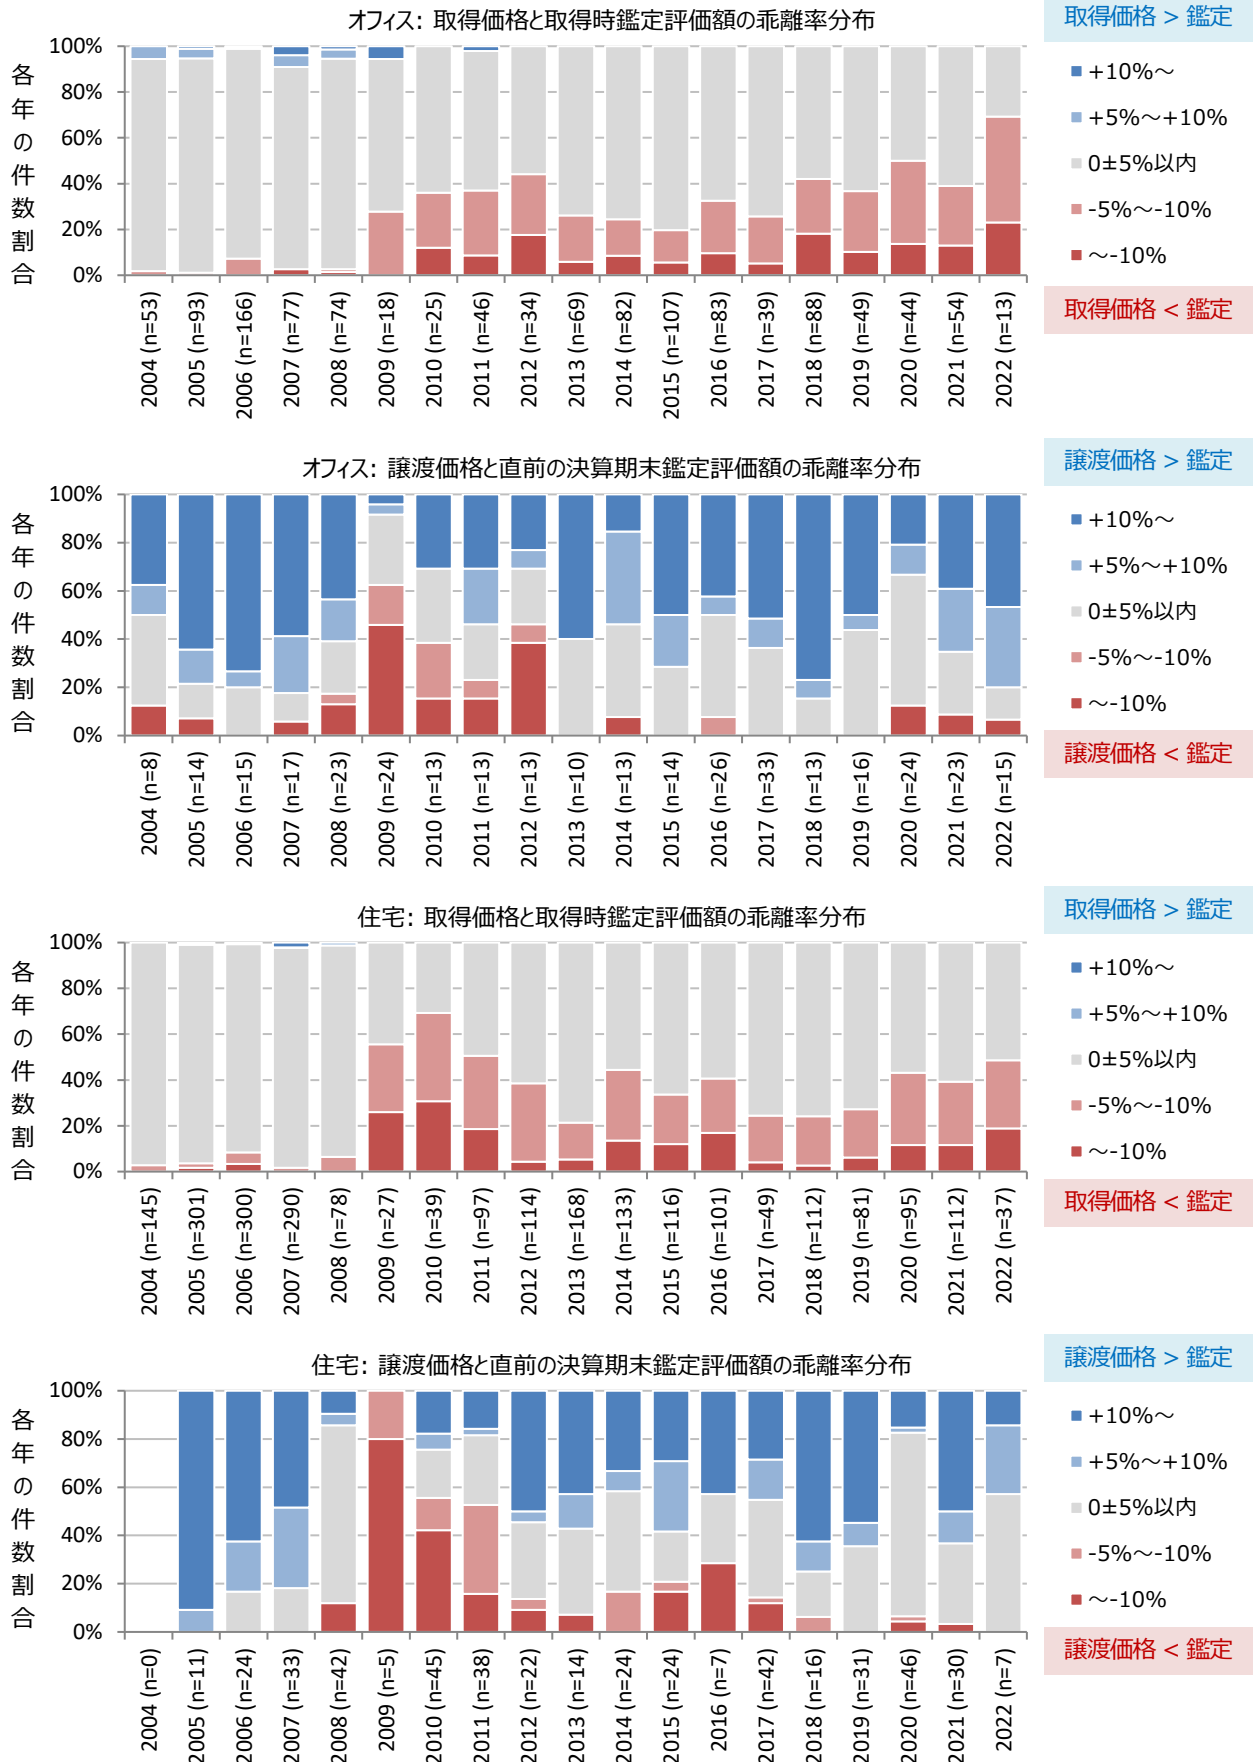 オフィス: 取得価格と取得時鑑定評価額の乖離率分布
取得価格 > 鑑定
各年の件数割合
100%
80%
60%
40%
20%
0%
+10%～
+5%～+10%
0±5%以内
-5%～-10%
～-10%
取得価格 < 鑑定
2004 (n=53)
2005 (n=93)
2006 (n=166)
2007 (n=77)
2008 (n=74)
2009 (n=18)
2010 (n=25)
2011 (n=46)
2012 (n=34)
2013 (n=69)
2014 (n=82)
2015 (n=107)
2016 (n=83)
2017 (n=39)
2018 (n=88)
2019 (n=49)
2020 (n=44)
2021 (n=54)
2022 (n=13)
オフィス: 譲渡価格と直前の決算期末鑑定評価額の乖離率分布
譲渡価格 > 鑑定
各年の件数割合
100%
80%
60%
40%
20%
0%
+10%～
+5%～+10%
0±5%以内
-5%～-10%
～-10%
譲渡価格 < 鑑定
2004 (n=8)
2005 (n=14)
2006 (n=15)
2007 (n=17)
2008 (n=23)
2009 (n=24)
2010 (n=13)
2011 (n=13)
2012 (n=13)
2013 (n=10)
2014 (n=13)
2015 (n=14)
2016 (n=26)
2017 (n=33)
2018 (n=13)
2019 (n=16)
2020 (n=24)
2021 (n=23)
2022 (n=15)
住宅: 取得価格と取得時鑑定評価額の乖離率分布
取得価格 > 鑑定
各年の件数割合
100%
80%
60%
40%
20%
0%
+10%～
+5%～+10%
0±5%以内
-5%～-10%
～-10%
取得価格 < 鑑定
2004 (n=145)
2005 (n=301)
2006 (n=300)
2007 (n=290)
2008 (n=78)
2009 (n=27)
2010 (n=39)
2011 (n=97)
2012 (n=114)
2013 (n=168)
2014 (n=133)
2015 (n=116)
2016 (n=101)
2017 (n=49)
2018 (n=112)
2019 (n=81)
2020 (n=95)
2021 (n=112)
2022 (n=37)
住宅: 譲渡価格と直前の決算期末鑑定評価額の乖離率分布
譲渡価格 > 鑑定
各年の件数割合
100%
80%
60%
40%
20%
0%
+10%～
+5%～+10%
0±5%以内
-5%～-10%
～-10%
譲渡価格 < 鑑定
2004 (n=0)
2005 (n=11)
2006 (n=24)
2007 (n=33)
2008 (n=42)
2009 (n=5)
2010 (n=45)
2011 (n=38)
2012 (n=22)
2013 (n=14)
2014 (n=24)
2015 (n=24)
2016 (n=7)
2017 (n=42)
2018 (n=16)
2019 (n=31)
2020 (n=46)
2021 (n=30)
2022 (n=7)